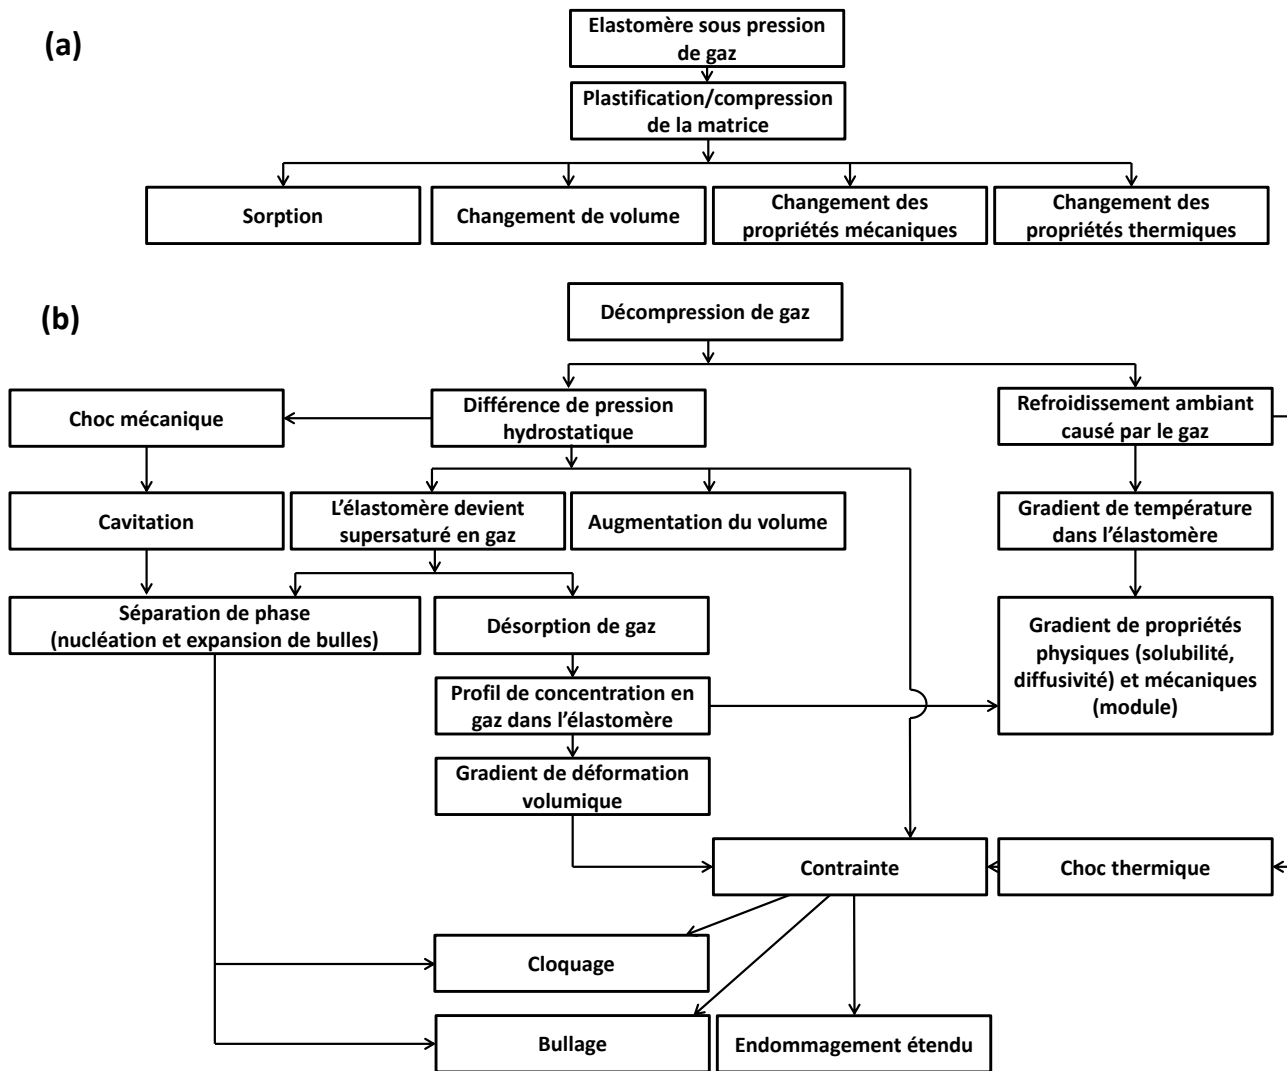 (a)
Elastomère sous pression
de gaz
Plastification/compression
de la matrice
Sorption
Changement de volume
Changement des
propriétés mécaniques
Changement des
propriétés thermiques
(b)
Décompression de gaz
Choc mécanique
Différence de pression
hydrostatique
Refroidissement ambiant
causé par le gaz
Cavitation
L'élastomère devient
supersaturé en gaz
Augmentation du volume
Gradient de température
dans l'élastomère
Séparation de phase
(nucléation et expansion de bulles)
Désorption de gaz
Gradient de propriétés
physiques (solubilité,
diffusivité) et mécaniques
(module)
Profil de concentration en
gaz dans l'élastomère
Gradient de déformation
volumique
Contrainte
Choc thermique
Cloquage
Bullage
Endommagement étendu